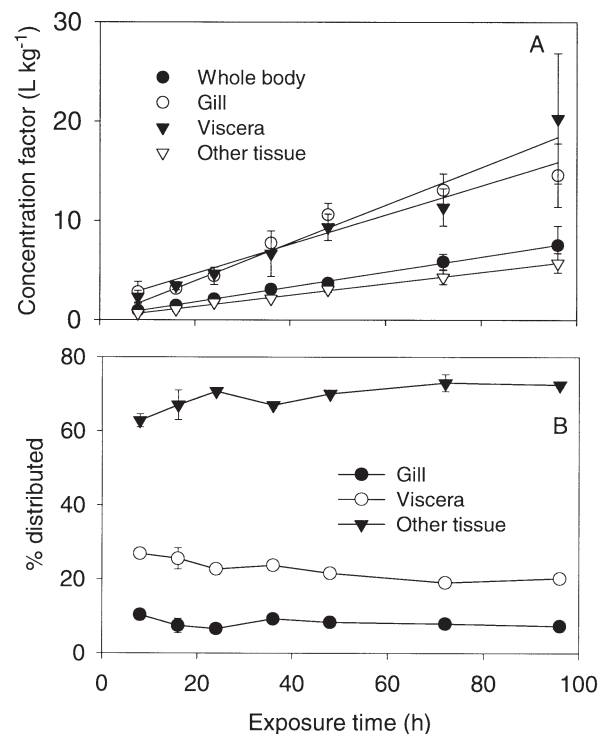 30
A
Whole body
Gill
Viscera
Other tissue
20
10
0
Concentration factor (L kg-1)
80
B
60
Gill
Viscera
Other tissue
40
20
0
% distributed
0 20 40 60 80 100
Exposure time (h)